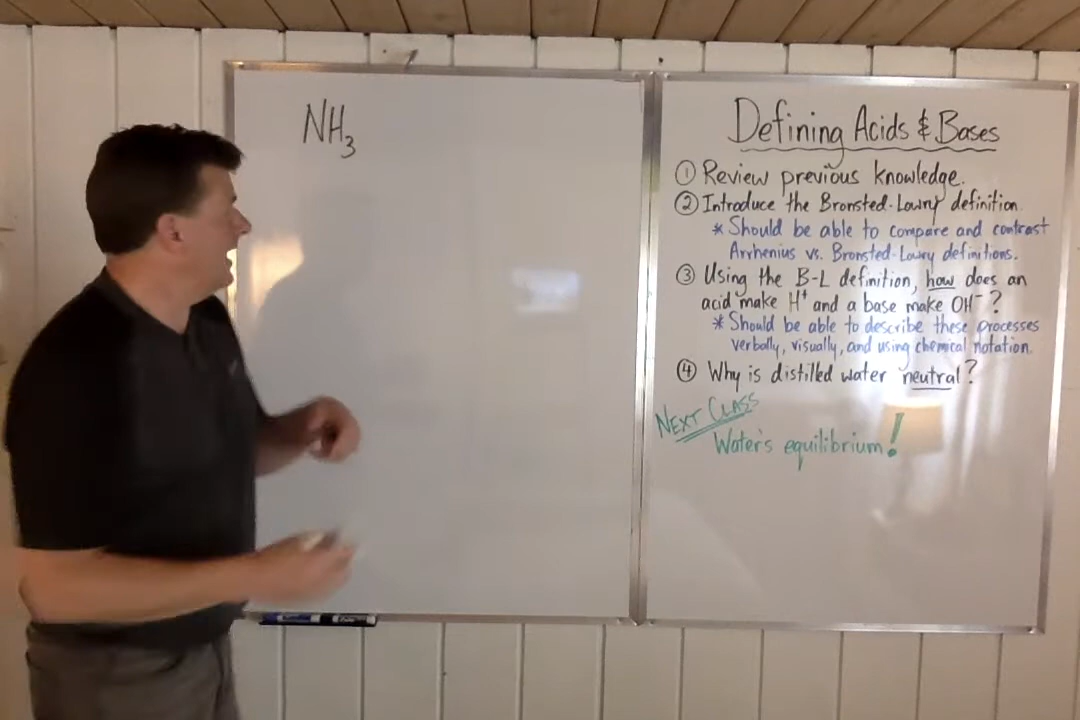 NH₃
Defining Acids & Bases
① Review previous knowledge.
② Introduce the Bronsted-Lowry definition
* Should be able to compare and contrast
Arrhenius vs. Bronsted-Lowry definitions.
③ Using the B-L definition, how does an
acid make H⁺ and a base make OH⁻?
* Should be able to describe these processes
verbally, visually, and using chemical notation.
④ Why is distilled water neutral?
NEXT CLASS
Water's equilibrium!